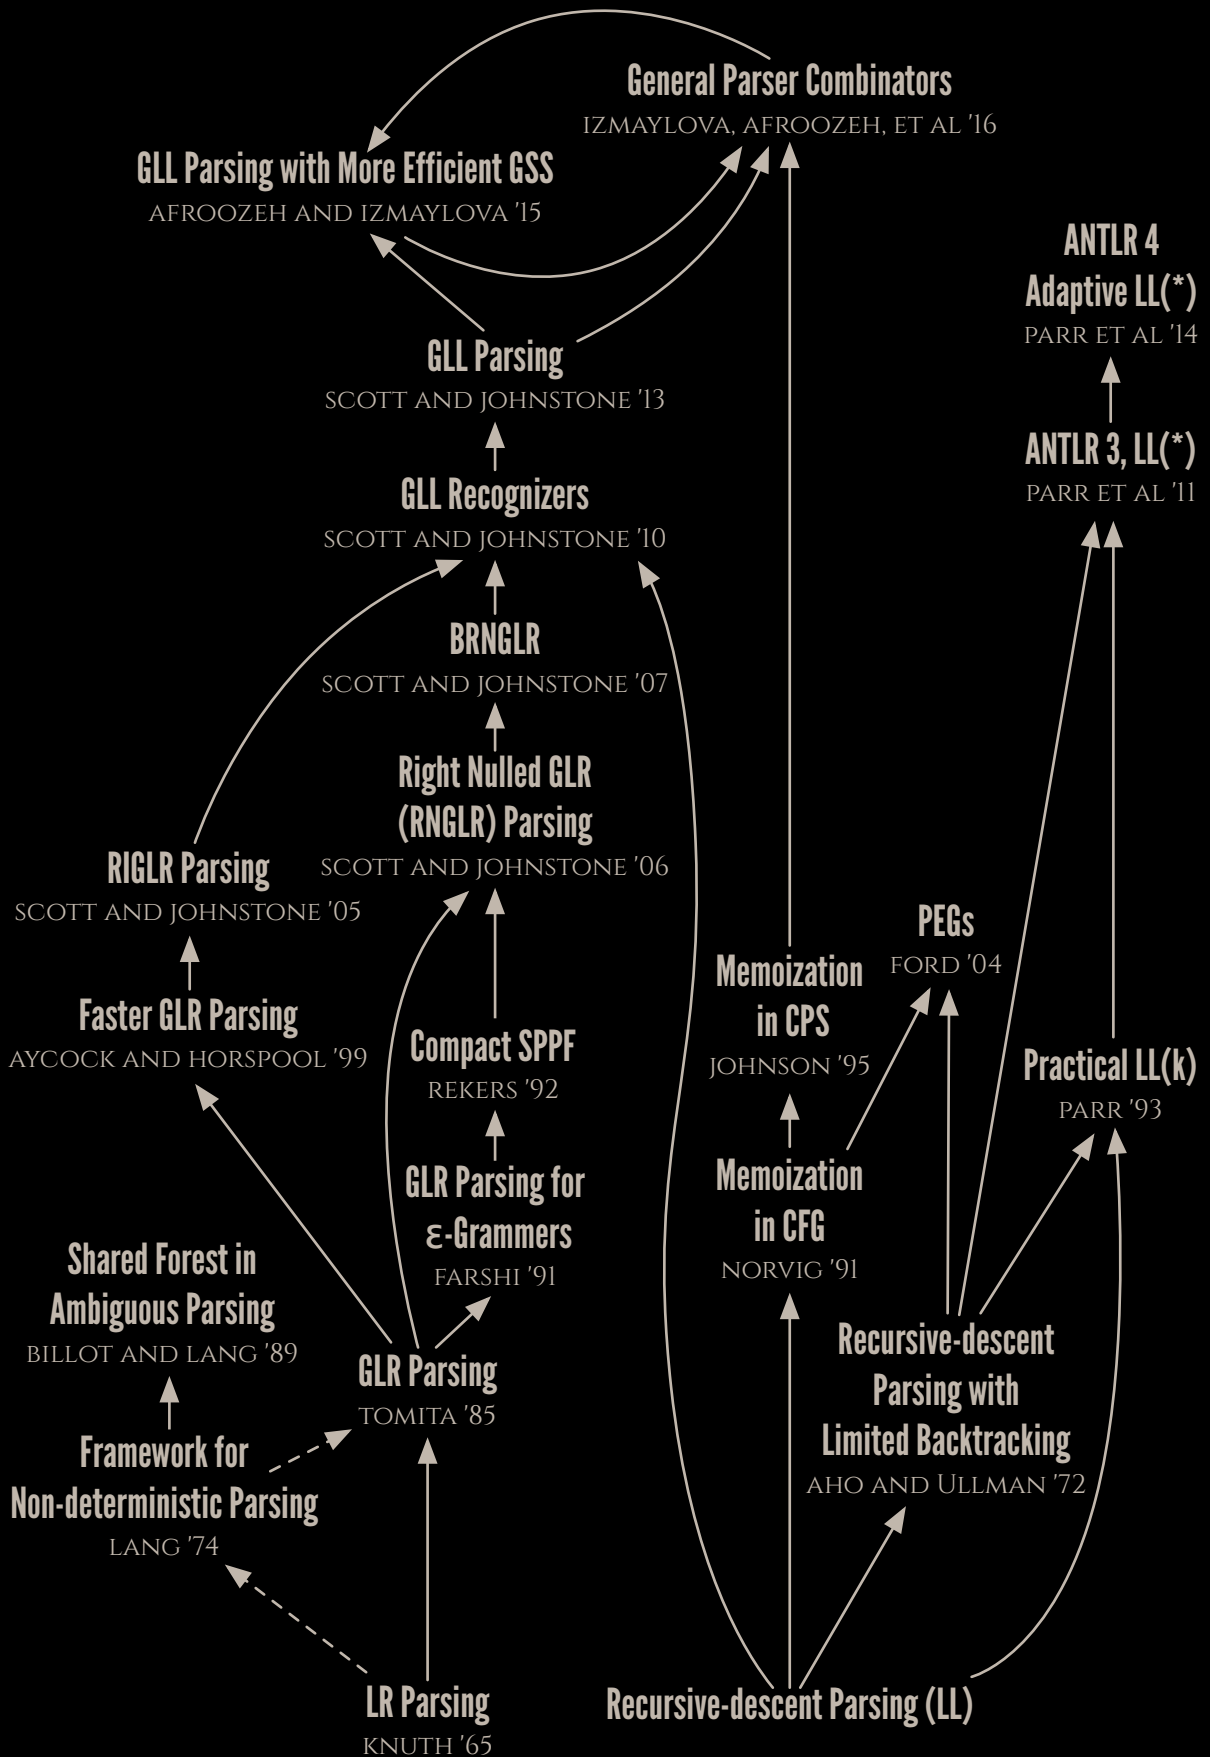 General Parser Combinators
IZMAYLOVA, AFROOZEH, ET AL '16
GLL Parsing with More Efficient GSS
AFROOZEH AND IZMAYLOVA '15
ANTLR 4
Adaptive LL(*)
PARR ET AL '14
GLL Parsing
SCOTT AND JOHNSTONE '13
ANTLR 3, LL(*)
PARR ET AL '11
GLL Recognizers
SCOTT AND JOHNSTONE '10
BRNGLR
SCOTT AND JOHNSTONE '07
Right Nulled GLR
(RNGLR) Parsing
SCOTT AND JOHNSTONE '06
RIGLR Parsing
SCOTT AND JOHNSTONE '05
PEGs
FORD '04
Memoization
in CPS
JOHNSON '95
Faster GLR Parsing
AYCOCK AND HORSPOOL '99
Compact SPPF
REKERS '92
Practical LL(k)
PARR '93
Memoization
in CFG
NORVIG '91
GLR Parsing for
ε-Grammers
FARSHI '91
Shared Forest in
Ambiguous Parsing
BILLOT AND LANG '89
GLR Parsing
TOMITA '85
Recursive-descent
Parsing with
Limited Backtracking
AHO AND ULLMAN '72
Framework for
Non-deterministic Parsing
LANG '74
LR Parsing
KNUTH '65
Recursive-descent Parsing (LL)